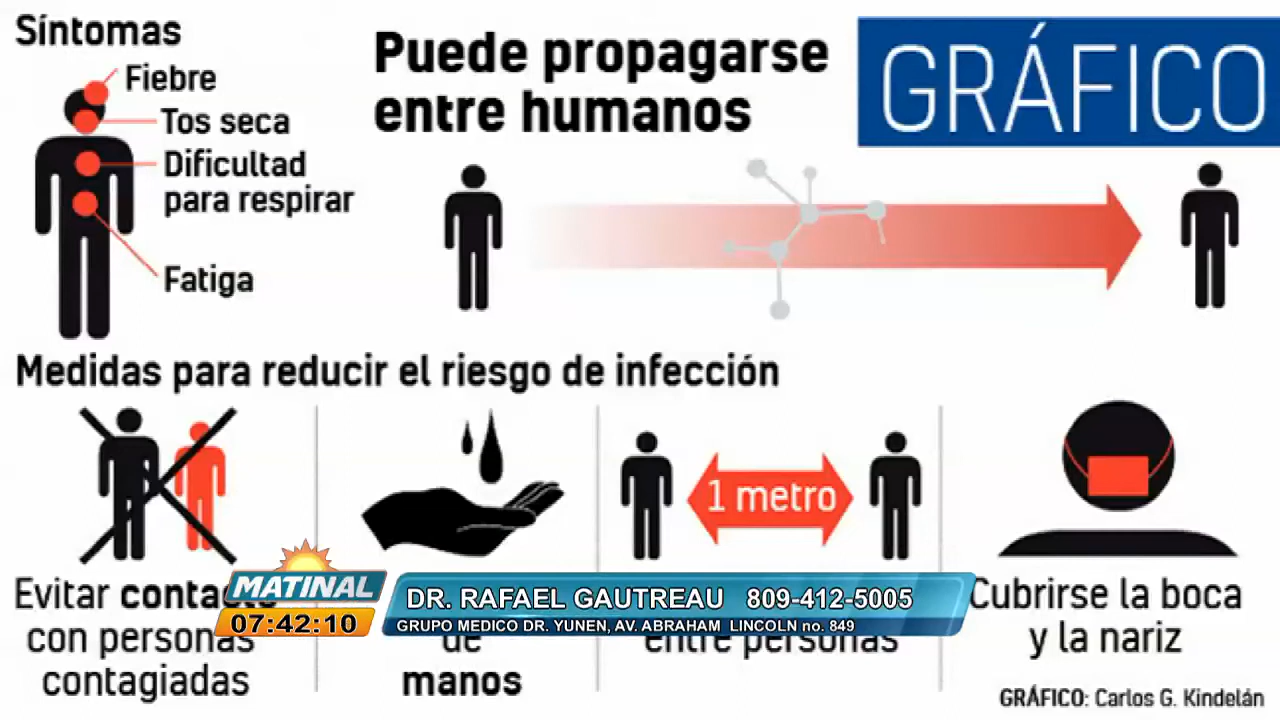 Síntomas
Fiebre
Tos seca
Dificultad
para respirar
Fatiga
Puede propagarse
entre humanos
GRÁFICO
Medidas para reducir el riesgo de infección
1 metro
Evitar contacto
con personas
contagiadas
de
manos
entre personas
Cubrirse la boca
y la nariz
GRÁFICO: Carlos G. Kindelán
MATINAL
07:42:10
DR. RAFAEL GAUTREAU 809-412-5005
GRUPO MEDICO DR. YUNEN, AV. ABRAHAM LINCOLN no. 849